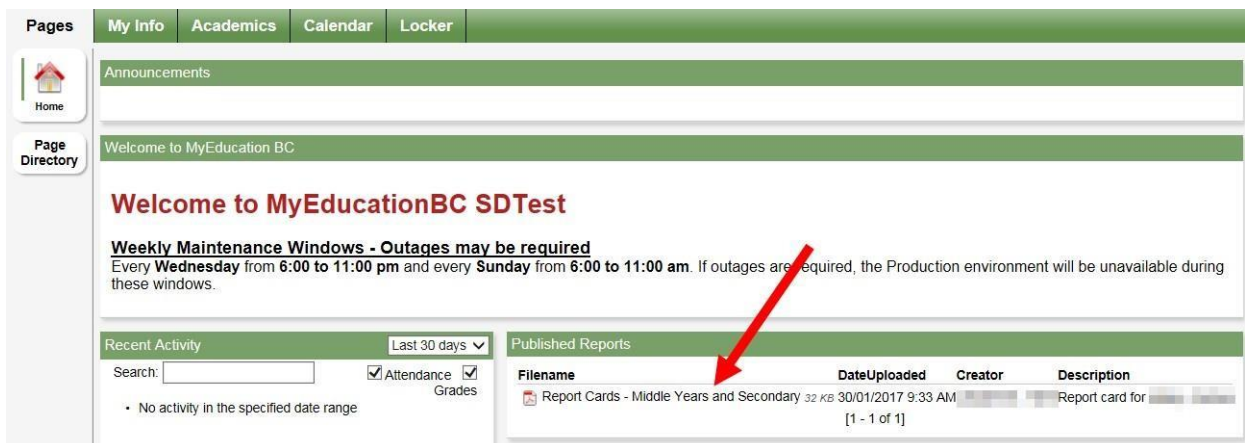 Pages My Info Academics Calendar Locker
Home
Page
Directory
Announcements
Welcome to MyEducation BC
Welcome to MyEducationBC SDTest
Weekly Maintenance Windows - Outages may be required
Every Wednesday from 6:00 to 11:00 pm and every Sunday from 6:00 to 11:00 am. If outages are required, the Production environment will be unavailable during
these windows.
Recent Activity Last 30 days
Search: Attendance
Grades
• No activity in the specified date range
Published Reports
Filename DateUploaded Creator Description
Report Cards - Middle Years and Secondary 32 KB 30/01/2017 9:33 AM Report card for
[1 - 1 of 1]